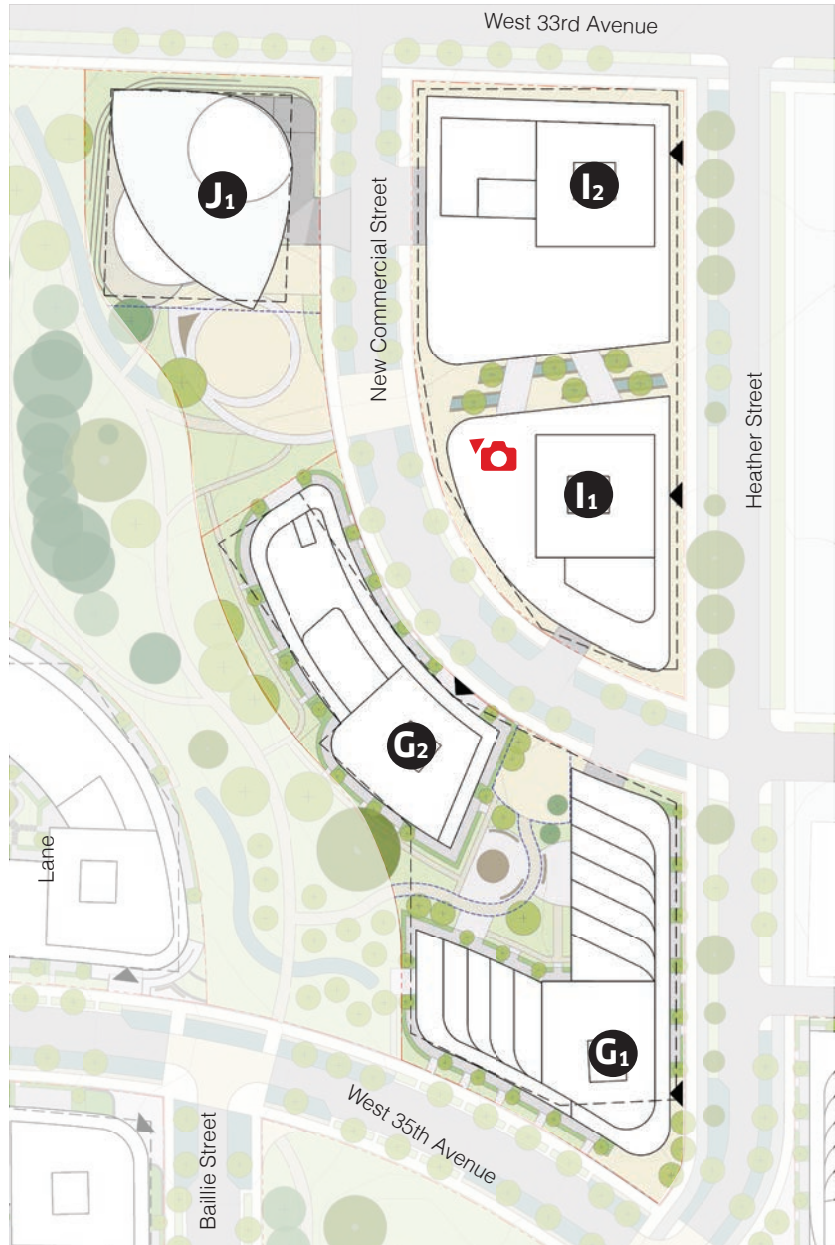 West 33rd Avenue
J1
I2
New Commercial Street
Heather Street
I1
G2
Lane
G1
West 35th Avenue
Baillie Street